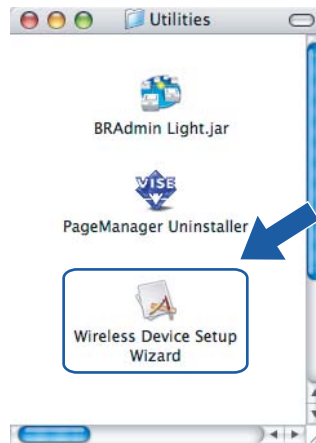 Utilities
BRAdmin Light.jar
VISE
PageManager Uninstaller
Wireless Device Setup
Wizard